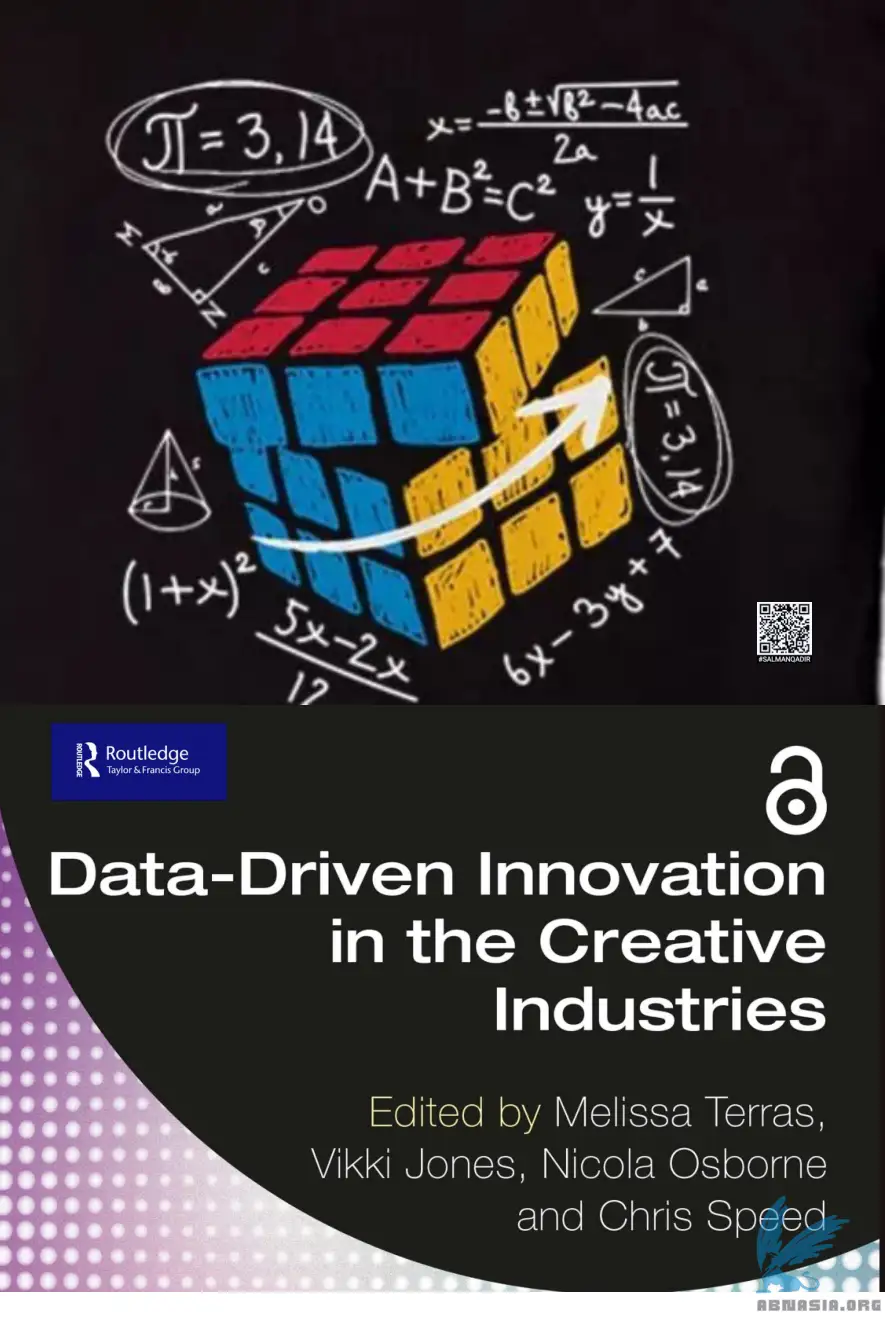 π = 3,14
x = -b ± √b² - 4ac
2a
A + B² = C²
y = 1
x
α
β
O
Σ
γ
c
Z
c
a
b
π = 3,14
s
r
(1+x)²
5x-2x
12
6x - 3y + 7
#SALMANQADIR
ROUTLEDGE
Routledge
Taylor & Francis Group
Data-Driven Innovation
in the Creative
Industries
Edited by Melissa Terras,
Vikki Jones, Nicola Osborne
and Chris Speed
ABNASIA.ORG